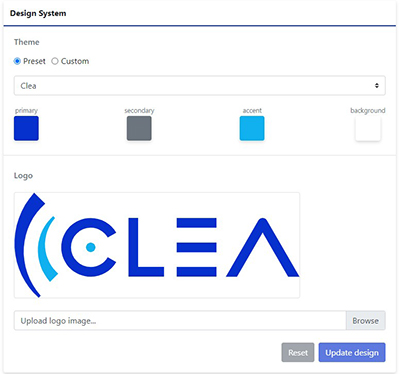 Design System
Theme
Preset Custom
Clea
primary secondary accent background
Logo
CLEA
Upload logo image... Browse
Reset Update design